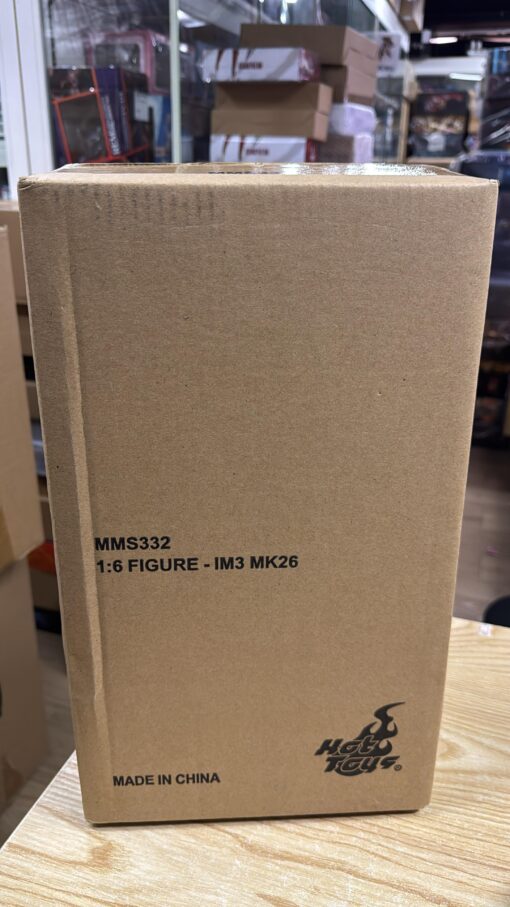 MMS332
1:6 FIGURE - IM3 MK26
Hot
Toys®
MADE IN CHINA